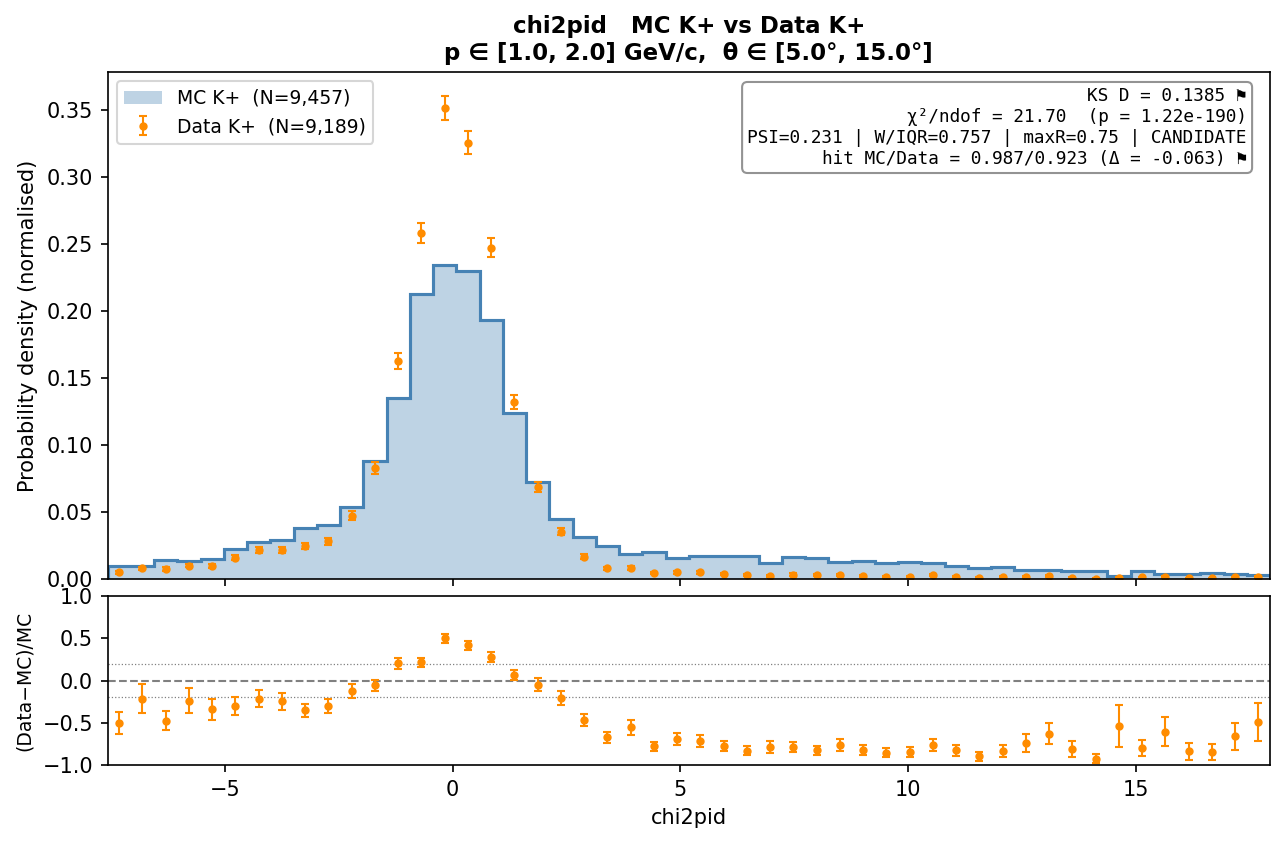 chi2pid   MC K+ vs Data K+
p ∈ [1.0, 2.0] GeV/c,  θ ∈ [5.0°, 15.0°]
MC K+  (N=9,457)
Data K+  (N=9,189)
KS D = 0.1385 ⚑
χ²/ndof = 21.70  (p = 1.22e-190)
PSI=0.231 | W/IQR=0.757 | maxR=0.75 | CANDIDATE
hit MC/Data = 0.987/0.923 (Δ = -0.063) ⚑
Probability density (normalised)
0.35
0.30
0.25
0.20
0.15
0.10
0.05
0.00
(Data−MC)/MC
1.0
0.5
0.0
−0.5
−1.0
−5 0 5 10 15
chi2pid